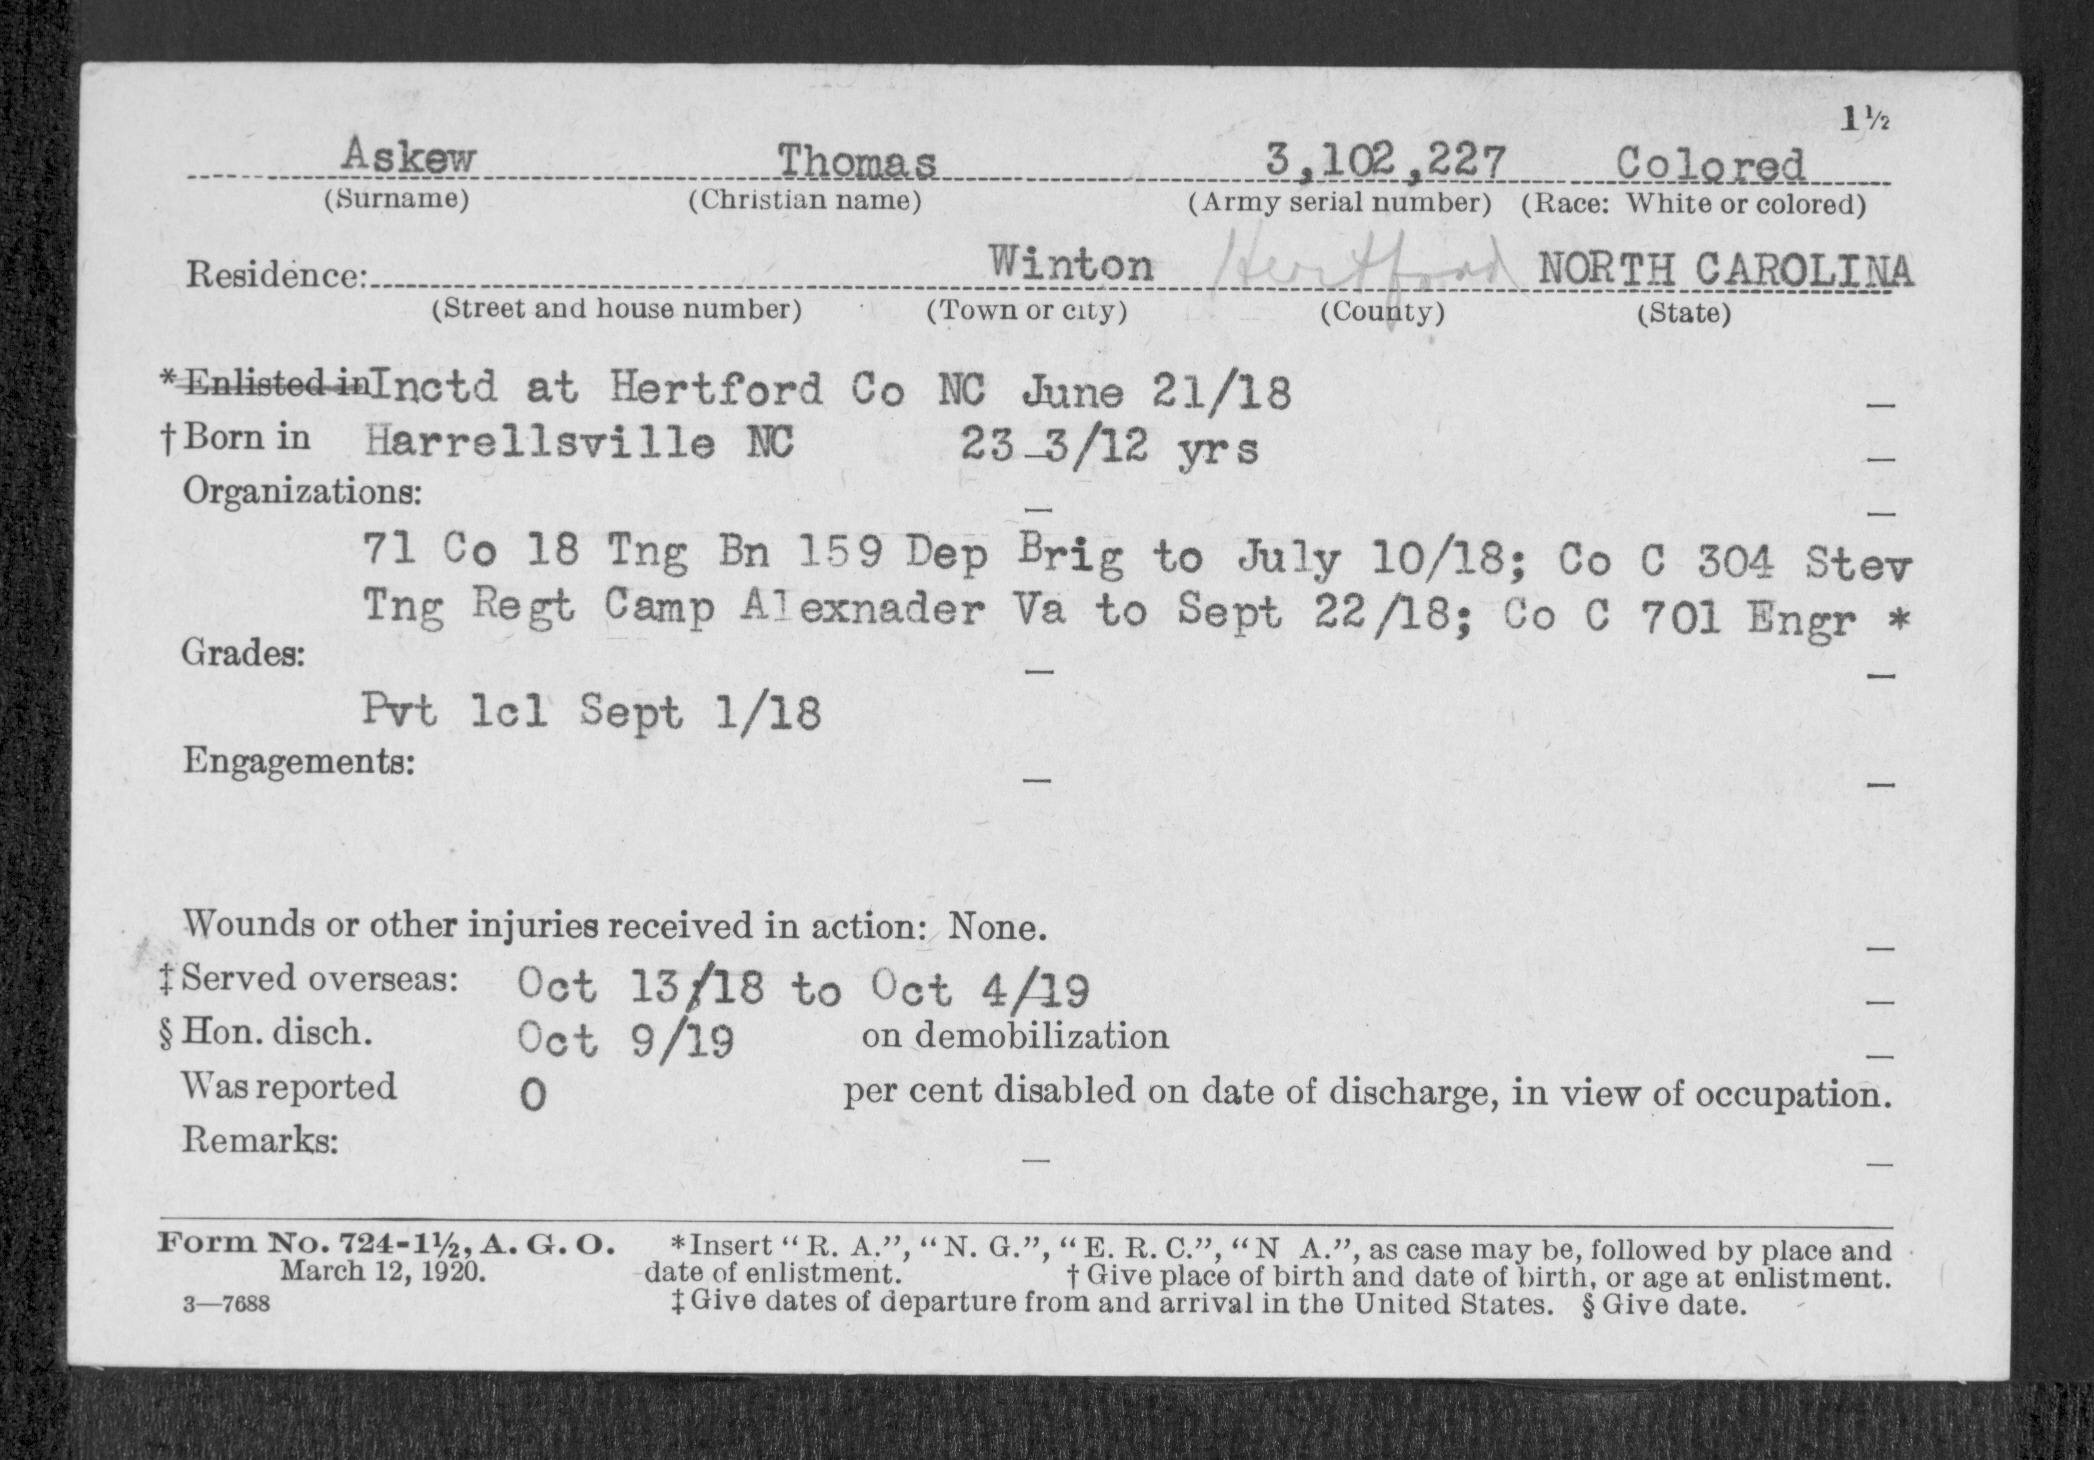 1½
Askew Thomas 3,102,227 Colored
(Surname) (Christian name) (Army serial number) (Race: White or colored)
Residence: Winton Hertford NORTH CAROLINA
(Street and house number) (Town or city) (County) (State)
*Enlisted in Inctd at Hertford Co NC June 21/18 —
†Born in Harrellsville NC 23 3/12 yrs —
Organizations: — —
71 Co 18 Tng Bn 159 Dep Brig to July 10/18; Co C 304 Stev
Tng Regt Camp Alexnader Va to Sept 22/18; Co C 701 Engr *
Grades: — —
Pvt 1cl Sept 1/18
Engagements: — —
Wounds or other injuries received in action: None. —
‡Served overseas: Oct 13/18 to Oct 4/19 —
§Hon. disch. Oct 9/19 on demobilization —
Was reported 0 per cent disabled on date of discharge, in view of occupation.
Remarks: — —
Form No. 724-1½, A. G. O. *Insert "R. A.", "N. G.", "E. R. C.", "N A.", as case may be, followed by place and
March 12, 1920. date of enlistment. †Give place of birth and date of birth, or age at enlistment.
3—7688 ‡Give dates of departure from and arrival in the United States. §Give date.